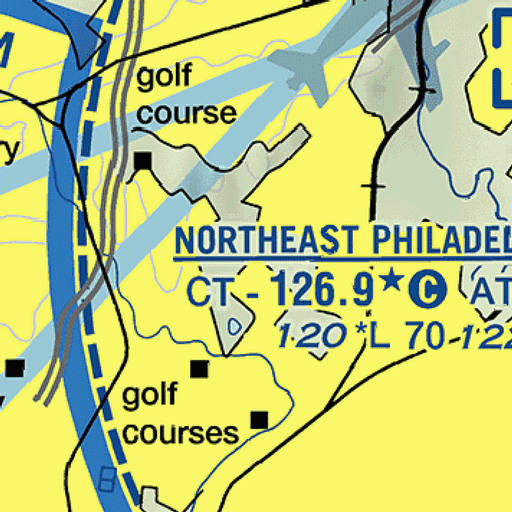 golf
course
NORTHEAST PHILADEL
CT - 126.9*Ⓒ AT
120 *L 70-122
golf
courses